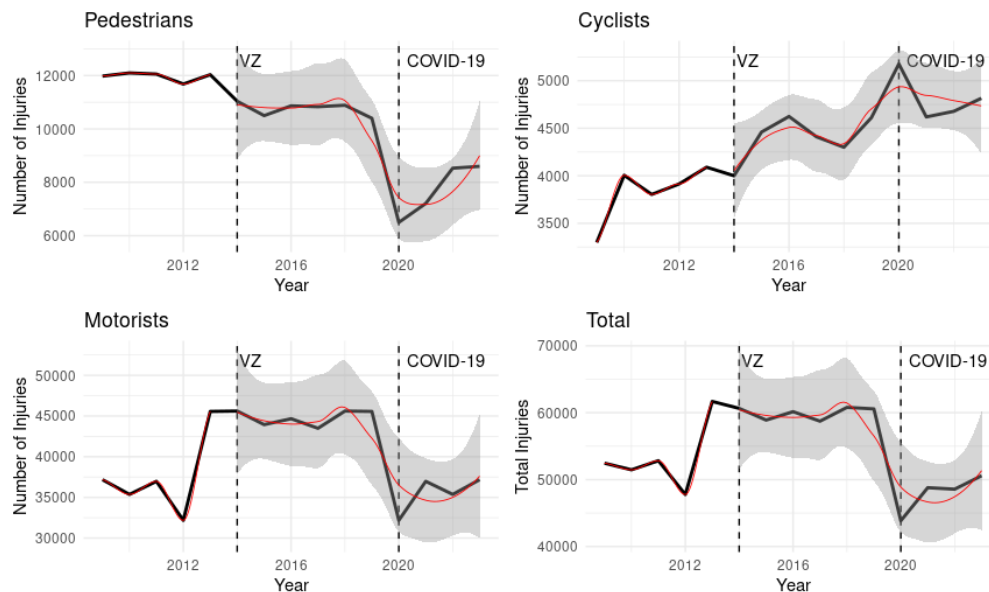 Pedestrians
Number of Injuries
12000
10000
8000
6000
VZ
COVID-19
2012
2016
2020
Year
Cyclists
Number of Injuries
5000
4500
4000
3500
VZ
COVID-19
2012
2016
2020
Year
Motorists
Number of Injuries
50000
45000
40000
35000
30000
VZ
COVID-19
2012
2016
2020
Year
Total
Total Injuries
70000
60000
50000
40000
VZ
COVID-19
2012
2016
2020
Year